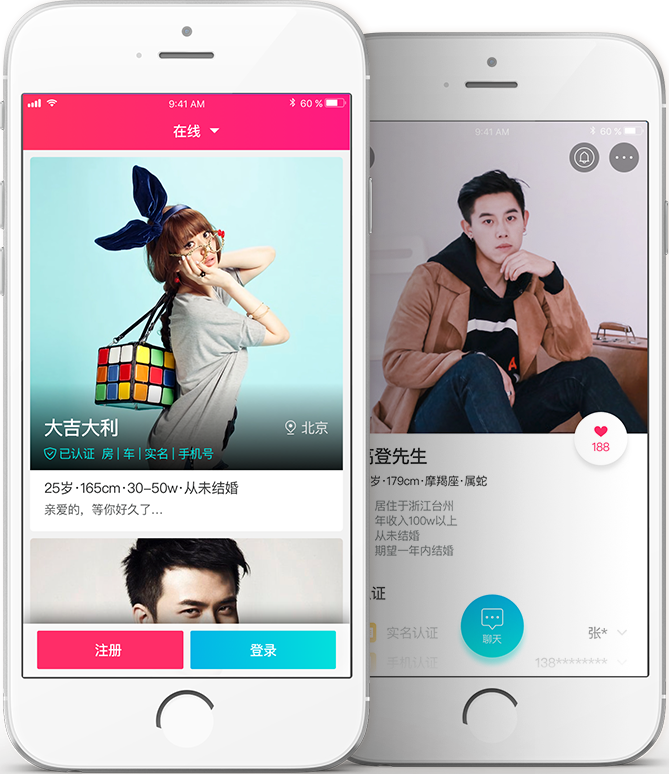 9:41 AM
60 %
在线
大吉大利
北京
已认证 房 | 车 | 实名 | 手机号
25岁·165cm·30-50w·从未结婚
亲爱的，等你好久了...
注册
登录
9:41 AM
60 %
188
高登先生
岁·179cm·摩羯座·属蛇
居住于浙江台州
年收入100w以上
从未结婚
期望一年内结婚
证
实名认证
张*
聊天
手机认证
138********